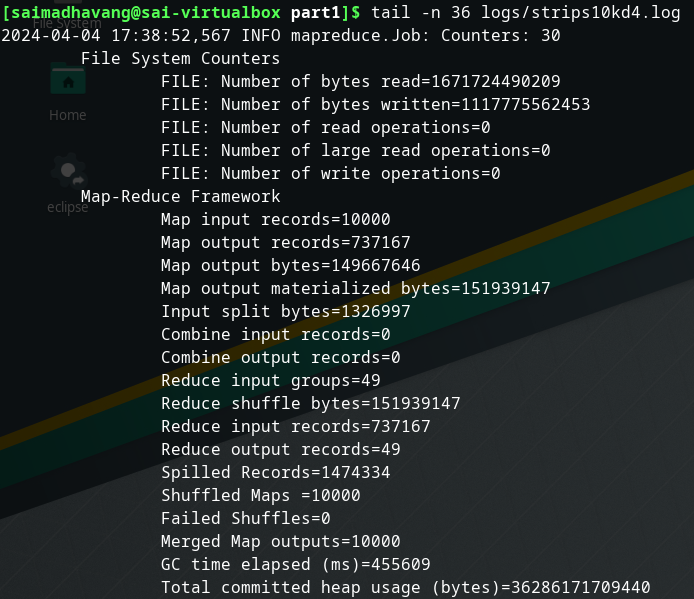 [saimadhavang@sai-virtualbox part1]$ tail -n 36 logs/strips10kd4.log
File System
2024-04-04 17:38:52,567 INFO mapreduce.Job: Counters: 30
File System Counters
FILE: Number of bytes read=1671724490209
FILE: Number of bytes written=1117775562453
Home
FILE: Number of read operations=0
FILE: Number of large read operations=0
FILE: Number of write operations=0
Map-Reduce Framework
eclipse
Map input records=10000
Map output records=737167
Map output bytes=149667646
Map output materialized bytes=151939147
Input split bytes=1326997
Combine input records=0
Combine output records=0
Reduce input groups=49
Reduce shuffle bytes=151939147
Reduce input records=737167
Reduce output records=49
Spilled Records=1474334
Shuffled Maps =10000
Failed Shuffles=0
Merged Map outputs=10000
GC time elapsed (ms)=455609
Total committed heap usage (bytes)=36286171709440